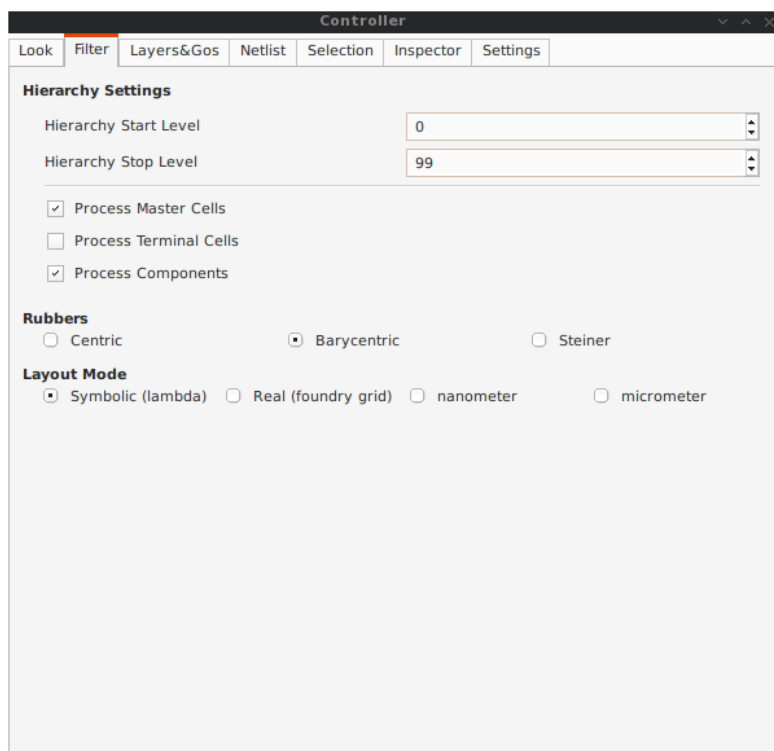 Controller
Look Filter Layers&Gos Netlist Selection Inspector Settings
Hierarchy Settings
Hierarchy Start Level 0
Hierarchy Stop Level 99
Process Master Cells
Process Terminal Cells
Process Components
Rubbers
Centric Barycentric Steiner
Layout Mode
Symbolic (lambda) Real (foundry grid) nanometer micrometer